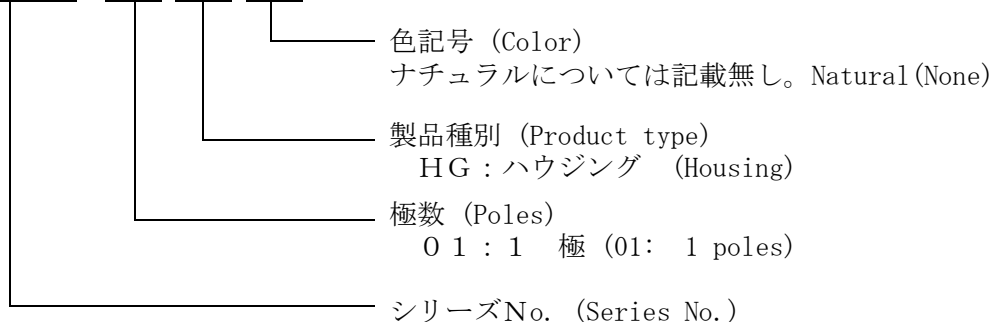 色記号 (Color)
ナチュラルについては記載無し。Natural(None)
製品種別 (Product type)
HG:ハウジング (Housing)
極数 (Poles)
01:1 極 (01: 1 poles)
シリーズNo. (Series No.)